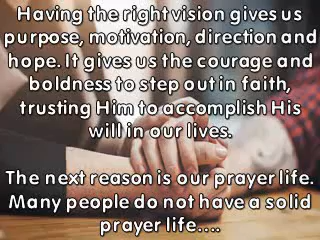 Having the right vision gives us
purpose, motivation, direction and
hope. It gives us the courage and
boldness to step out in faith,
trusting Him to accomplish His
will in our lives.
The next reason is our prayer life.
Many people do not have a solid
prayer life....